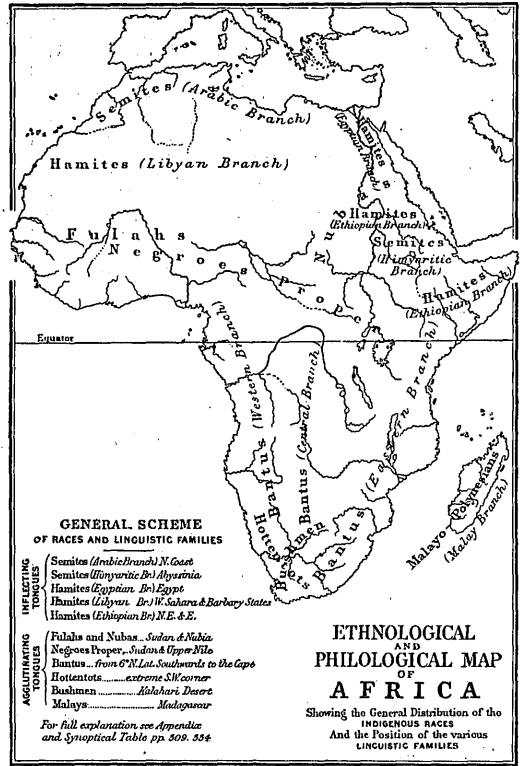 Semites (Arabic Branch)
Hamites (Libyan Branch)
Hamites
(Egyptian Branch)
Fulahs
Negroes Proper
Nubas
Hamites
(Ethiopian Branch)
Semites
(Himyaritic
Branch)
Hamites
(Ethiopian Branch)
Equator
Bantus (Western Branch)
Bantus (Central Branch)
Bantus (Eastern Branch)
Hottentots
Bushmen
Malayo Polynesians
(Malay Branch)
GENERAL SCHEME
OF RACES AND LINGUISTIC FAMILIES
INFLECTING
TONGUES
Semites (Arabic Branch) N. Coast
Semites (Himyaritic Br.) Abyssinia
Hamites (Egyptian Br.) Egypt
Hamites (Libyan Br.) W. Sahara & Barbary States
Hamites (Ethiopian Br.) N.E. & E.
AGGLUTINATING
TONGUES
Fulahs and Nubas... Sudan & Nubia
Negroes Proper... Sudan & Upper Nile
Bantus... from 6° N. Lat. Southwards to the Cape
Hottentots......... extreme S.W. corner
Bushmen ......... Kalahari Desert
Malays......... Madagascar
For full explanation see Appendix
and Synoptical Table pp. 509. 554
ETHNOLOGICAL
AND
PHILOLOGICAL MAP
OF
AFRICA
Showing the General Distribution of the
INDIGENOUS RACES
And the Position of the various
LINGUISTIC FAMILIES